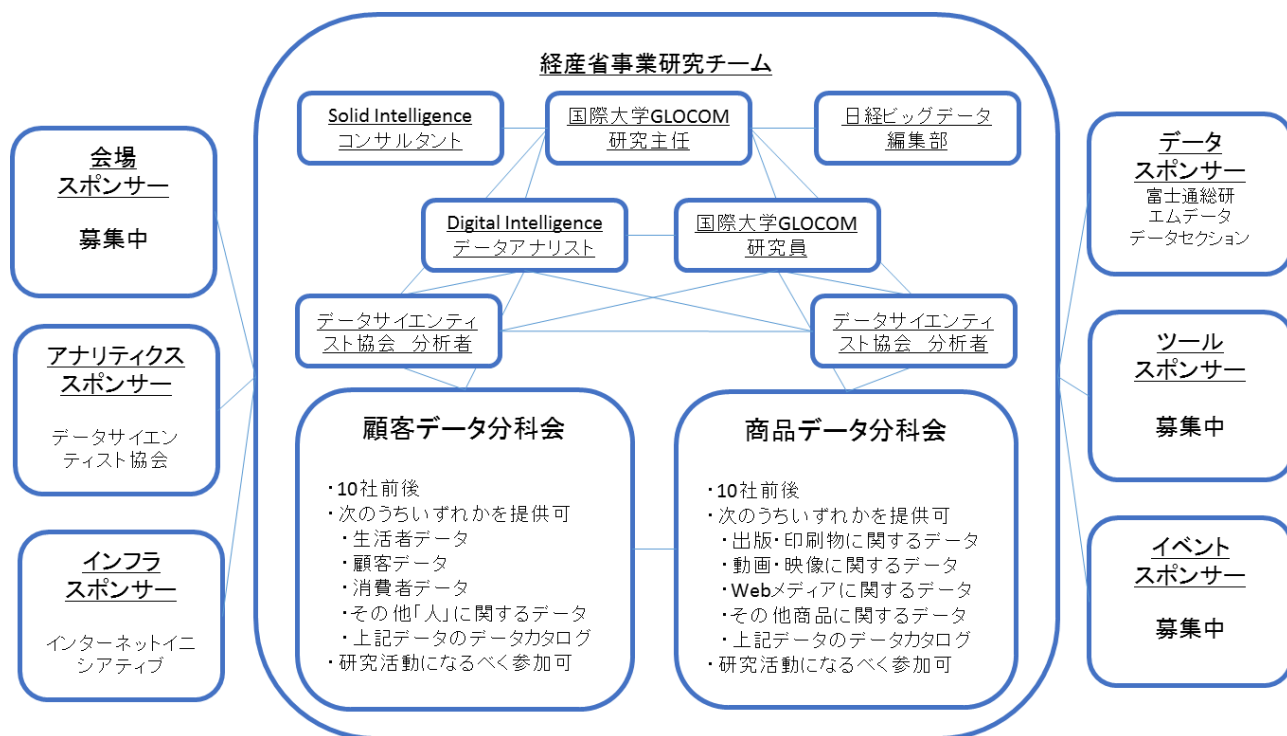 経産省事業研究チーム
Solid Intelligence
コンサルタント
国際大学GLOCOM
研究主任
日経ビッグデータ
編集部
Digital Intelligence
データアナリスト
国際大学GLOCOM
研究員
データサイエンティ
スト協会 分析者
データサイエンティ
スト協会 分析者
会場
スポンサー
募集中
アナリティクス
スポンサー
データサイエン
ティスト協会
インフラ
スポンサー
インターネットイニ
シアティブ
顧客データ分科会
・10社前後
・次のうちいずれかを提供可
・生活者データ
・顧客データ
・消費者データ
・その他「人」に関するデータ
・上記データのデータカタログ
・研究活動になるべく参加可
商品データ分科会
・10社前後
・次のうちいずれかを提供可
・出版・印刷物に関するデータ
・動画・映像に関するデータ
・Webメディアに関するデータ
・その他商品に関するデータ
・上記データのデータカタログ
・研究活動になるべく参加可
データ
スポンサー
富士通総研
エムデータ
データセクション
ツール
スポンサー
募集中
イベント
スポンサー
募集中